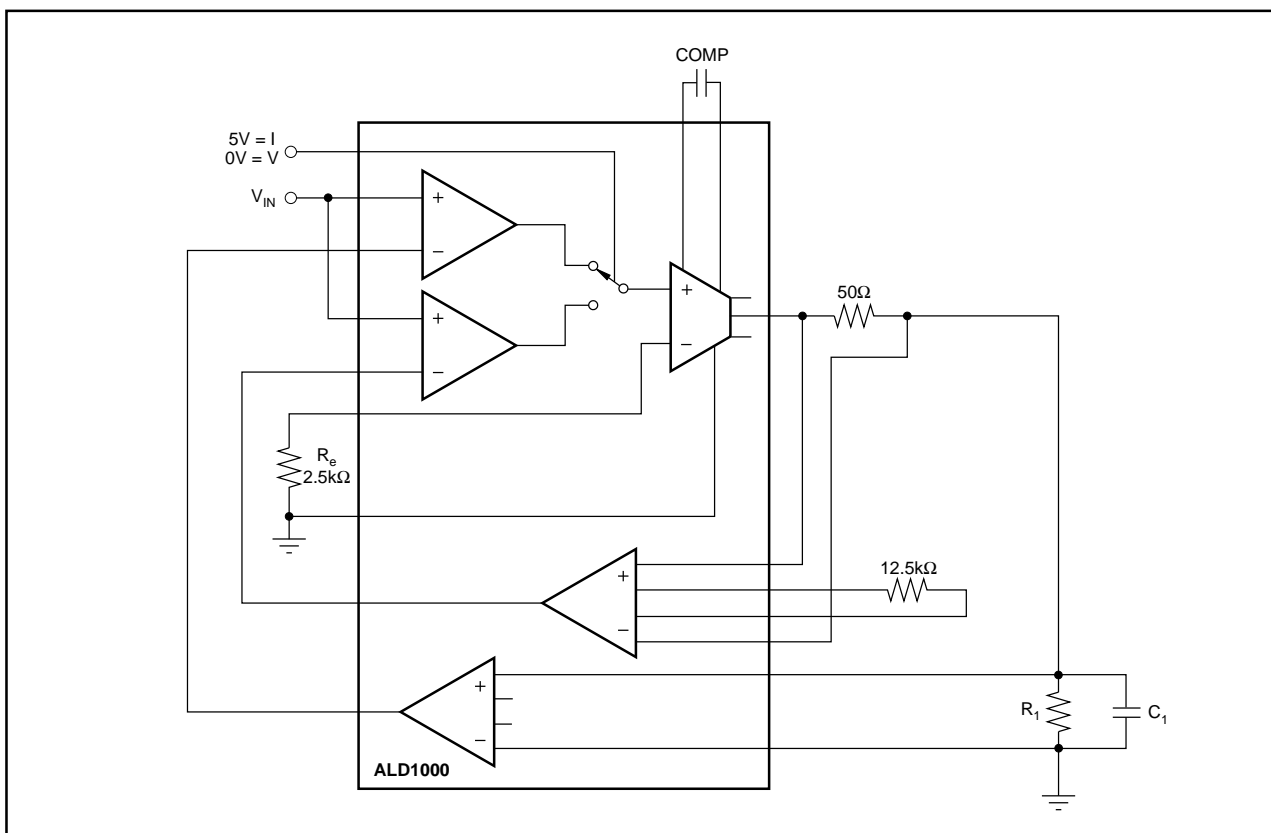 COMP
5V = I
0V = V
V_IN
+
−
+
−
+
−
50Ω
R_e
2.5kΩ
+
−
12.5kΩ
+
−
R_1
C_1
ALD1000